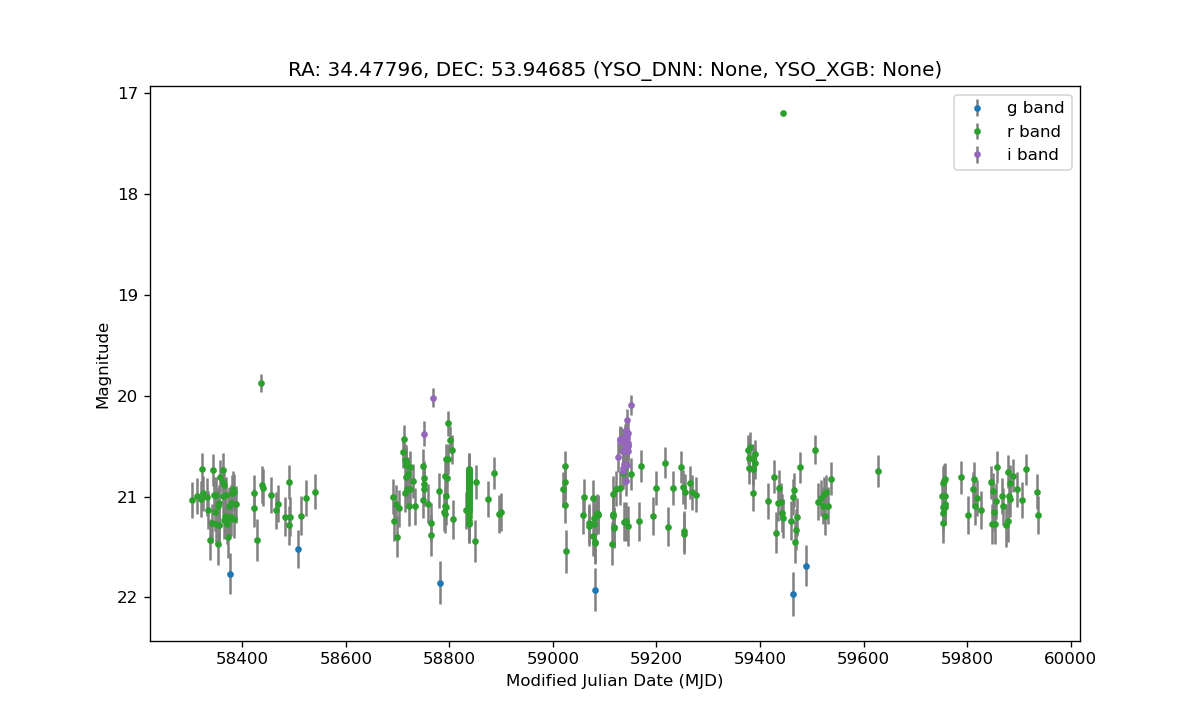 RA: 34.47796, DEC: 53.94685 (YSO_DNN: None, YSO_XGB: None)
g band
r band
i band
17
18
19
20
21
22
Magnitude
58400 58600 58800 59000 59200 59400 59600 59800 60000
Modified Julian Date (MJD)